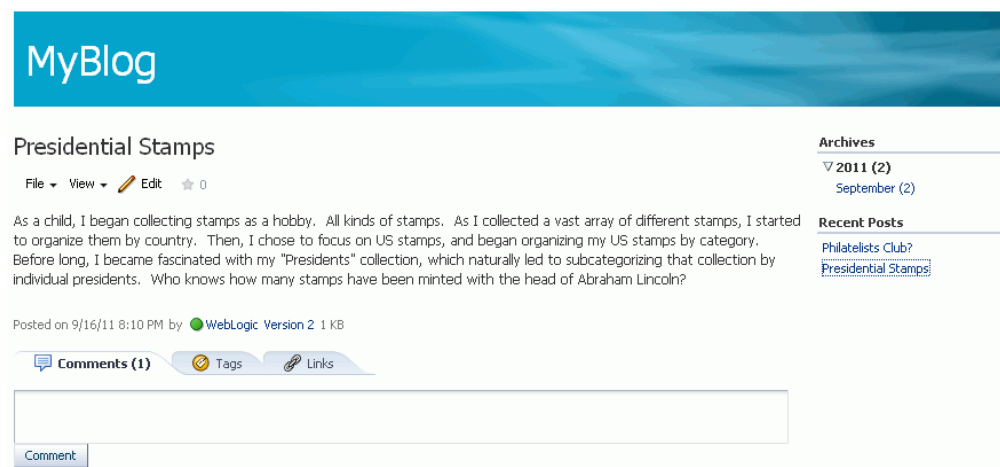 MyBlog
Presidential Stamps
File View Edit 0
As a child, I began collecting stamps as a hobby. All kinds of stamps. As I collected a vast array of different stamps, I started
to organize them by country. Then, I chose to focus on US stamps, and began organizing my US stamps by category.
Before long, I became fascinated with my "Presidents" collection, which naturally led to subcategorizing that collection by
individual presidents. Who knows how many stamps have been minted with the head of Abraham Lincoln?
Posted on 9/16/11 8:10 PM by WebLogic Version 2 1 KB
Comments (1) Tags Links
Comment
Archives
2011 (2)
September (2)
Recent Posts
Philatelists Club?
Presidential Stamps